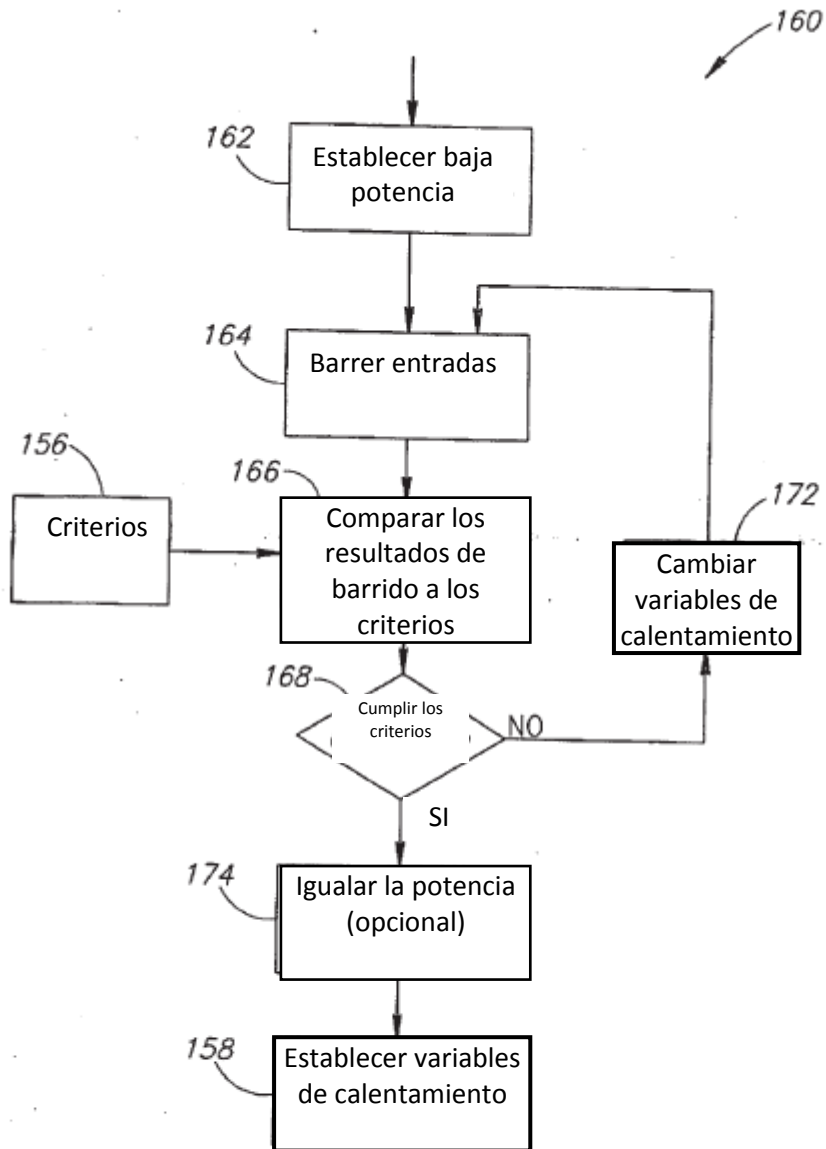 160
162
Establecer baja
potencia
164
Barrer entradas
156
Criterios
166
Comparar los
resultados de
barrido a los
criterios
172
Cambiar
variables de
calentamiento
168
Cumplir los
criterios
NO
SI
174
Igualar la potencia
(opcional)
158
Establecer variables
de calentamiento